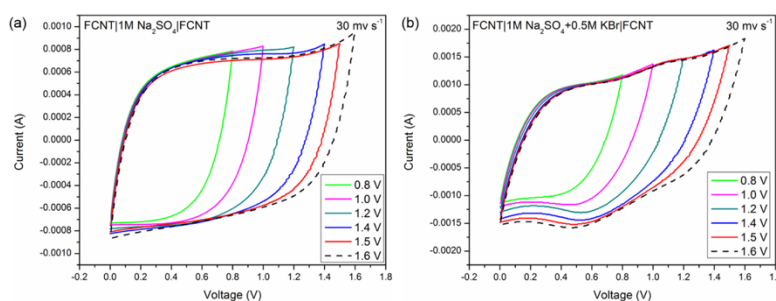 (a)
FCNT|1M Na₂SO₄|FCNT
30 mv s⁻¹
0.0010
0.0008
0.0006
0.0004
0.0002
0.0000
-0.0002
-0.0004
-0.0006
-0.0008
-0.0010
Current (A)
0.8 V
1.0 V
1.2 V
1.4 V
1.5 V
1.6 V
0.0 0.2 0.4 0.6 0.8 1.0 1.2 1.4 1.6 1.8
Voltage (V)
(b)
FCNT|1M Na₂SO₄+0.5M KBr|FCNT
30 mv s⁻¹
0.0020
0.0015
0.0010
0.0005
0.0000
-0.0005
-0.0010
-0.0015
-0.0020
Current (A)
0.8 V
1.0 V
1.2 V
1.4 V
1.5 V
1.6 V
0.0 0.2 0.4 0.6 0.8 1.0 1.2 1.4 1.6 1.8
Voltage (V)